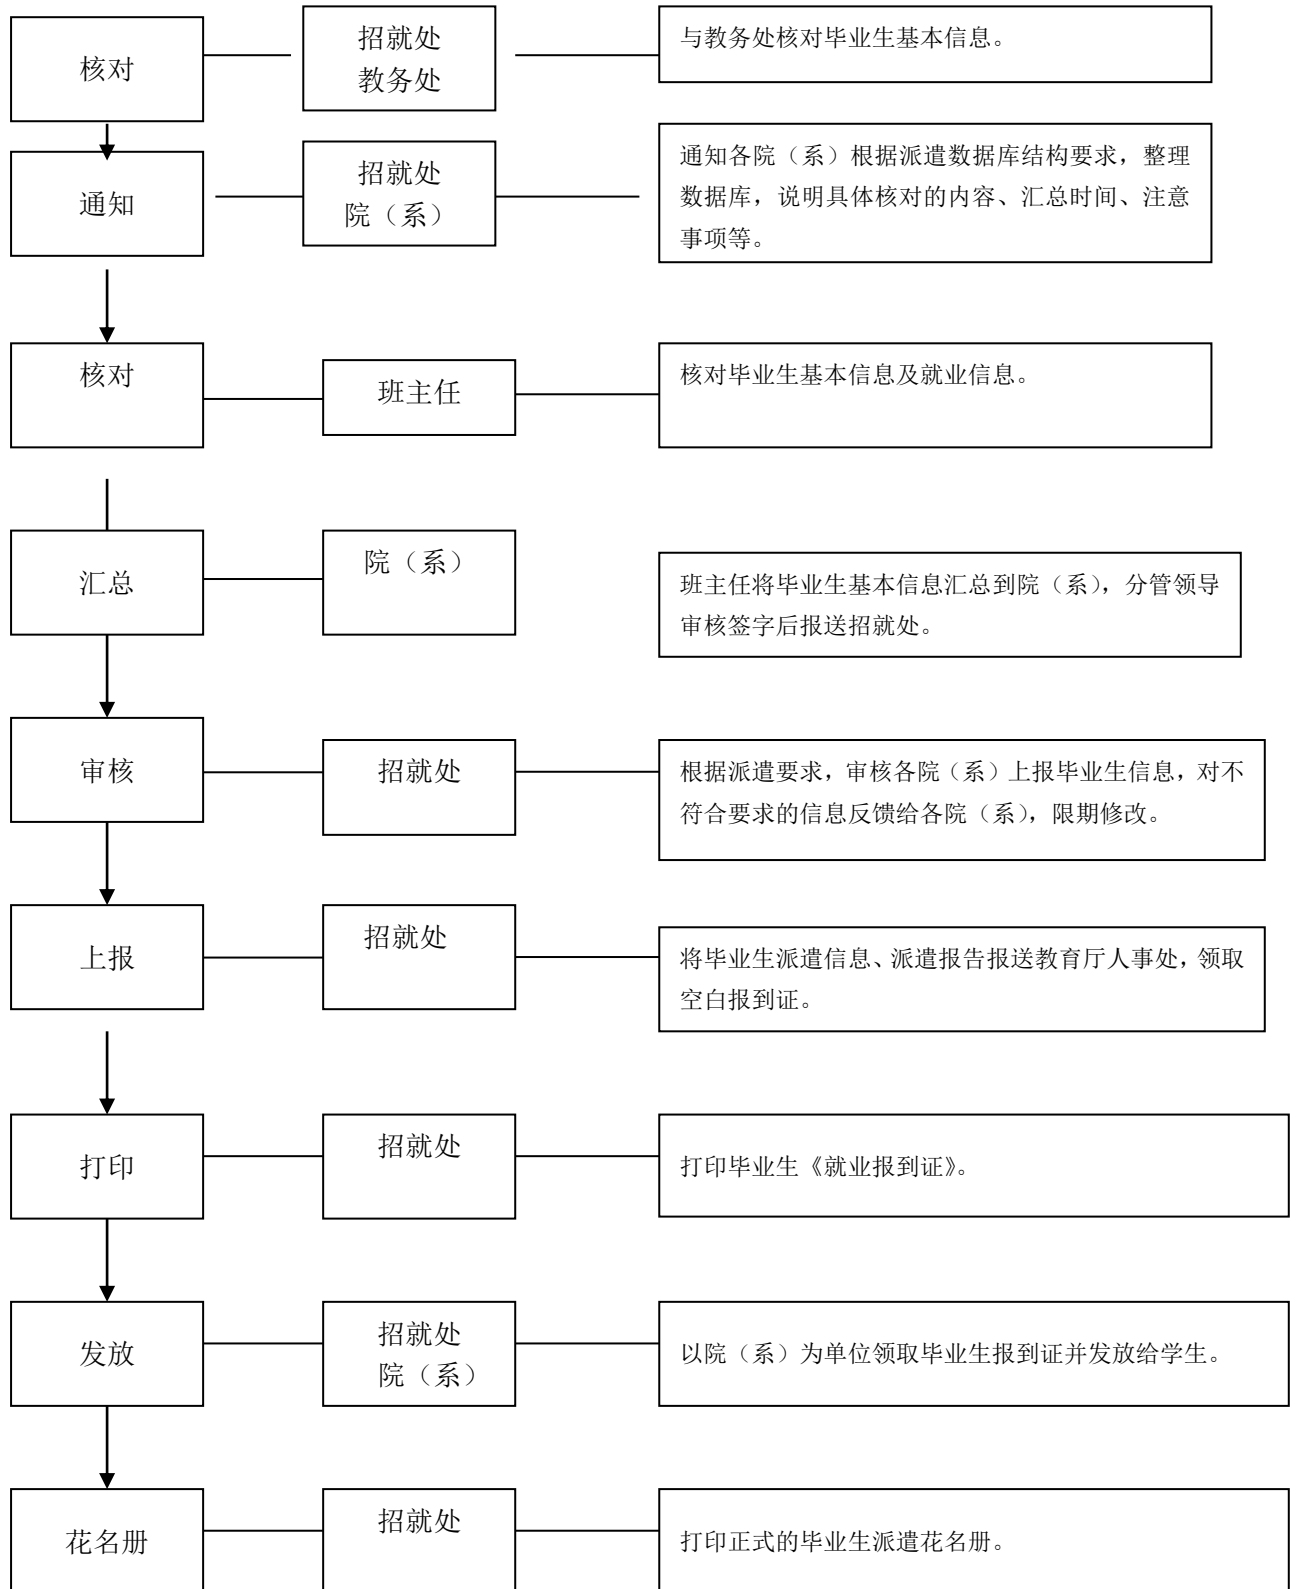 核对
招就处
教务处
与教务处核对毕业生基本信息。
通知
招就处
院（系）
通知各院（系）根据派遣数据库结构要求，整理
数据库，说明具体核对的内容、汇总时间、注意
事项等。
核对
班主任
核对毕业生基本信息及就业信息。
汇总
院（系）
班主任将毕业生基本信息汇总到院（系），分管领导
审核签字后报送招就处。
审核
招就处
根据派遣要求，审核各院（系）上报毕业生信息，对不
符合要求的信息反馈给各院（系），限期修改。
上报
招就处
将毕业生派遣信息、派遣报告报送教育厅人事处，领取
空白报到证。
打印
招就处
打印毕业生《就业报到证》。
发放
招就处
院（系）
以院（系）为单位领取毕业生报到证并发放给学生。
花名册
招就处
打印正式的毕业生派遣花名册。